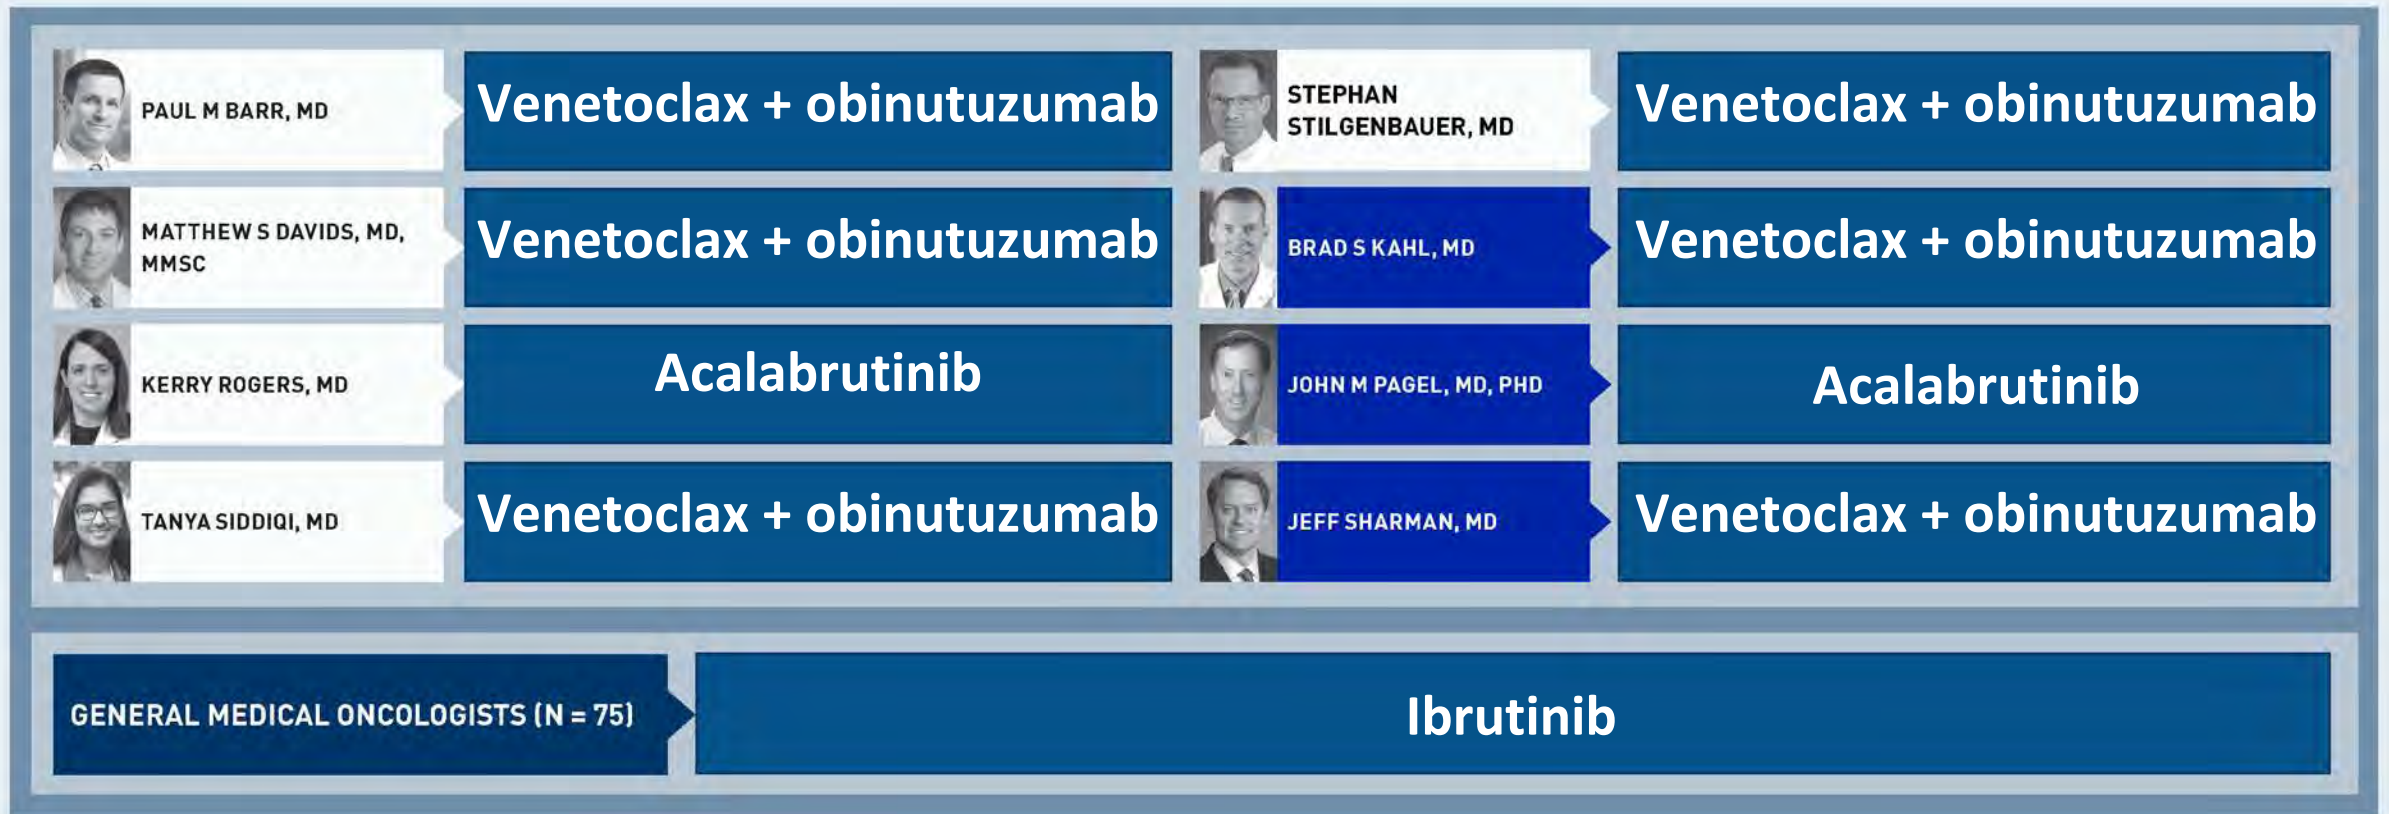 PAUL M BARR, MD
Venetoclax + obinutuzumab
STEPHAN
STILGENBAUER, MD
Venetoclax + obinutuzumab
MATTHEW S DAVIDS, MD,
MMSC
Venetoclax + obinutuzumab
BRAD S KAHL, MD
Venetoclax + obinutuzumab
KERRY ROGERS, MD
Acalabrutinib
JOHN M PAGEL, MD, PHD
Acalabrutinib
TANYA SIDDIQI, MD
Venetoclax + obinutuzumab
JEFF SHARMAN, MD
Venetoclax + obinutuzumab
GENERAL MEDICAL ONCOLOGISTS (N = 75)
Ibrutinib